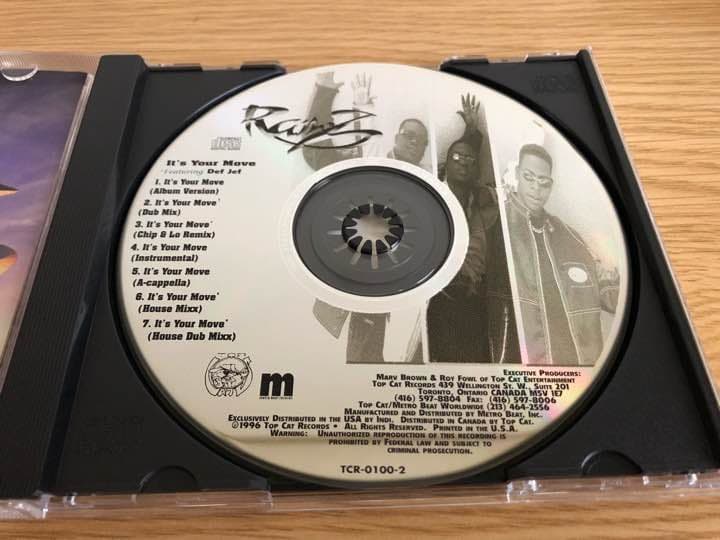 RainZ
COMPACT
disc
It's Your Move
*Featuring Def Jef
1. It's Your Move
(Album Version)
2. It's Your Move*
(Dub Mix)
3. It's Your Move*
(Chip & Lo Remix)
4. It's Your Move
(Instrumental)
5. It's Your Move
(A-cappella)
6. It's Your Move*
(House Mixx)
7. It's Your Move*
(House Dub Mixx)
m
Executive Producers:
Marv Brown & Roy Fowl of Top Cat Entertainment
Top Cat Records 439 Wellington St. W., Suite 201
Toronto, Ontario CANADA M5V 1E7
(416) 597-8804 Fax: (416) 597-8006
Top Cat/Metro Beat Worldwide (213) 464-2556
Manufactured and Distributed by Metro Beat, Inc.
Exclusively Distributed in the USA by Indi. Distributed in Canada by Top Cat.
©1996 Top Cat Records • All Rights Reserved. Printed in the U.S.A.
Warning: Unauthorized reproduction of this recording is
prohibited by Federal law and subject to
criminal prosecution.
TCR-0100-2